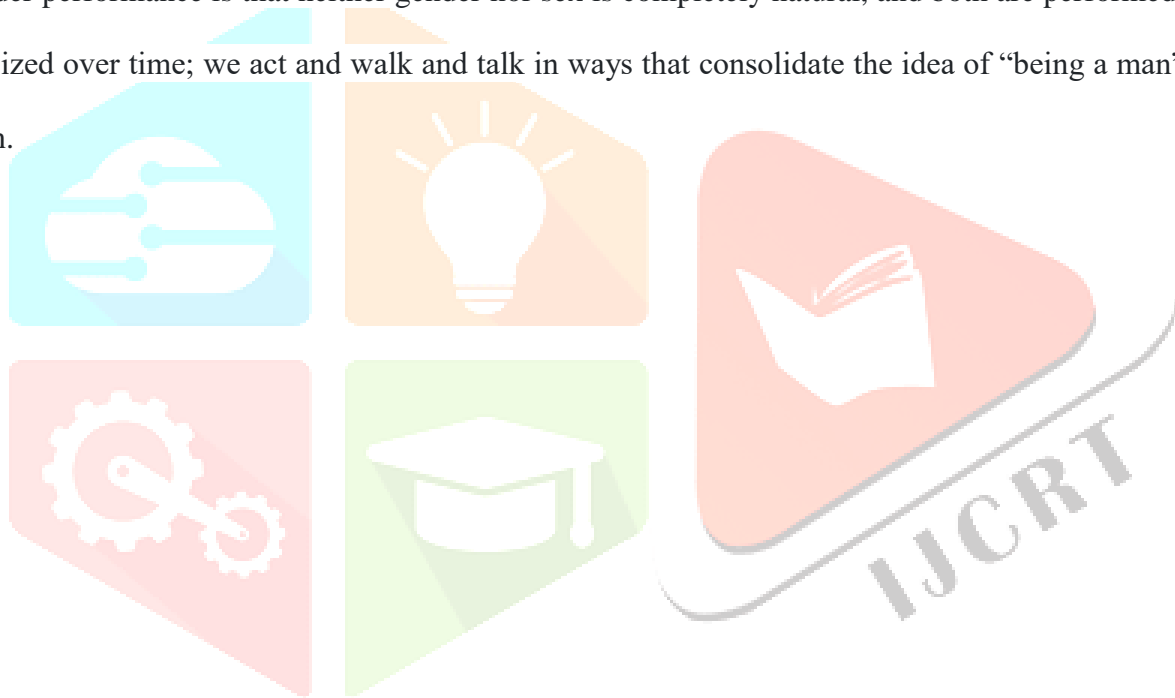 der performance is that neither gender nor sex is completely natural, and both are performed
ized over time; we act and walk and talk in ways that consolidate the idea of “being a man”
n.
IJCRT